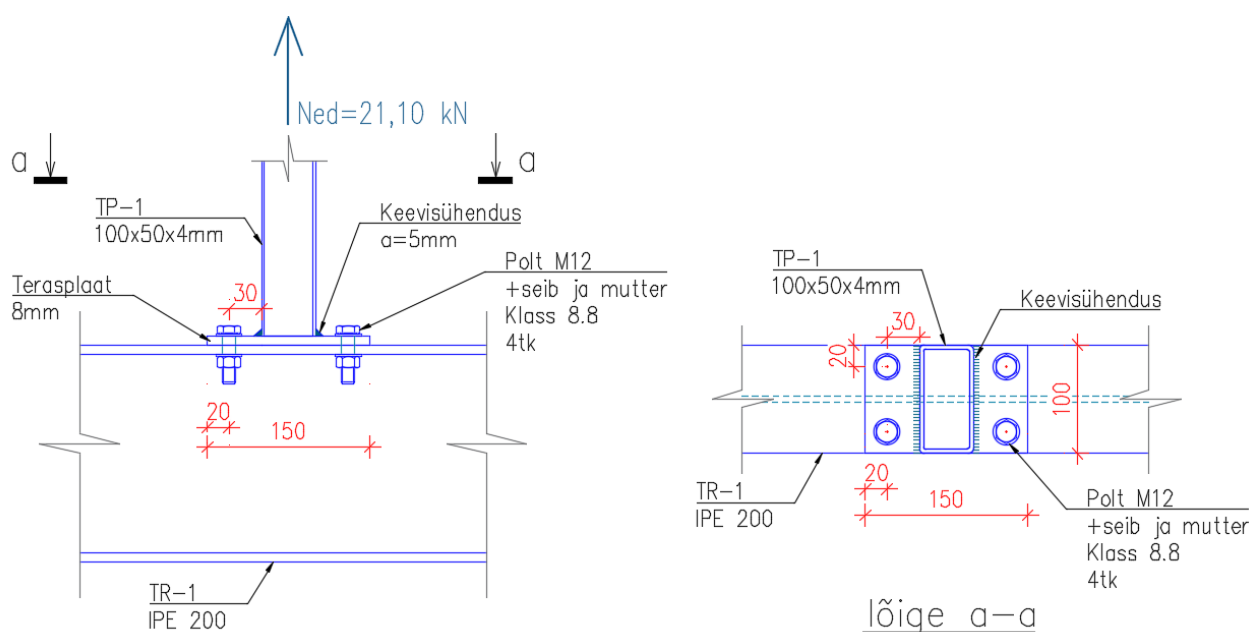 Ned=21,10 kN
a
a
TP-1
100x50x4mm
Keevisühendus
a=5mm
Polt M12
+seib ja mutter
Klass 8.8
4tk
Terasplaat
8mm
30
20
150
TR-1
IPE 200
TP-1
100x50x4mm
Keevisühendus
30
20
100
20
150
TR-1
IPE 200
Polt M12
+seib ja mutter
Klass 8.8
4tk
lõige a-a